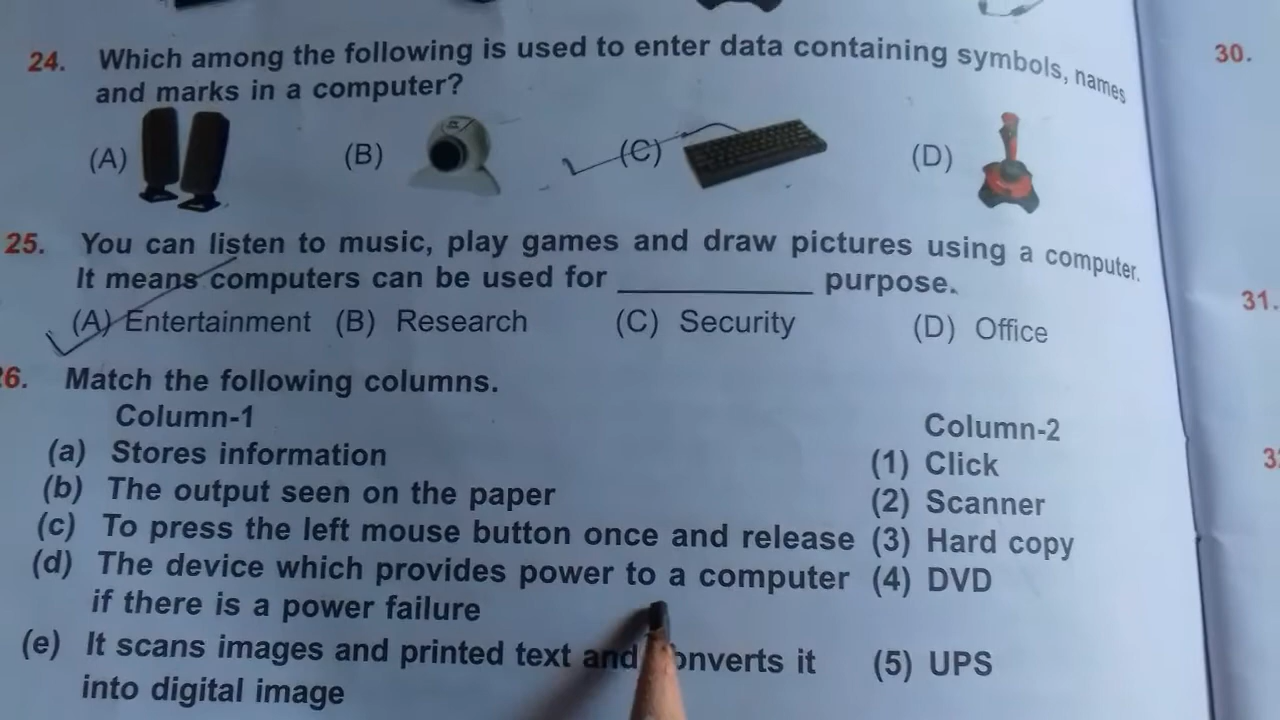 24. Which among the following is used to enter data containing symbols, names
and marks in a computer?
(A) (B) (C) (D)
25. You can listen to music, play games and draw pictures using a computer.
It means computers can be used for ____________ purpose.
(A) Entertainment (B) Research (C) Security (D) Office
6. Match the following columns.
Column-1 Column-2
(a) Stores information (1) Click
(b) The output seen on the paper (2) Scanner
(c) To press the left mouse button once and release (3) Hard copy
(d) The device which provides power to a computer (4) DVD
if there is a power failure
(e) It scans images and printed text and onverts it (5) UPS
into digital image
30.
31.
3